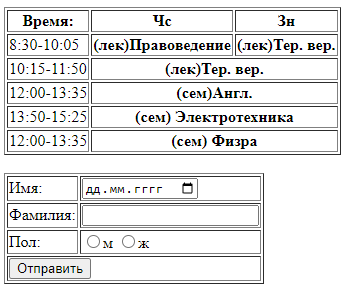 Время: Чс Зн
8:30-10:05 (лек)Правоведение (лек)Тер. вер.
10:15-11:50 (лек)Тер. вер.
12:00-13:35 (сем)Англ.
13:50-15:25 (сем) Электротехника
12:00-13:35 (сем) Физра
Имя: дд.мм.гггг
Фамилия:
Пол: м ж
Отправить